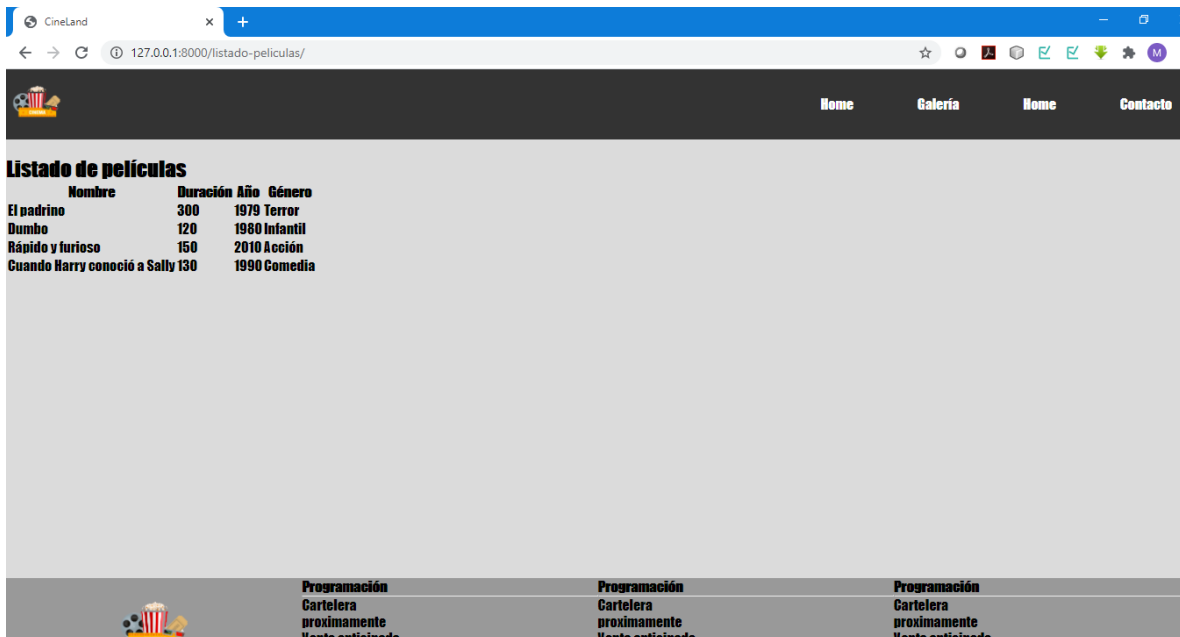 CineLand
127.0.0.1:8000/listado-peliculas/
M
Home Galería Home Contacto
Listado de películas
Nombre Duración Año Género
El padrino 300 1979 Terror
Dumbo 120 1980 Infantil
Rápido y furioso 150 2010 Acción
Cuando Harry conoció a Sally 130 1990 Comedia
Programación Programación Programación
Cartelera Cartelera Cartelera
proximamente proximamente proximamente